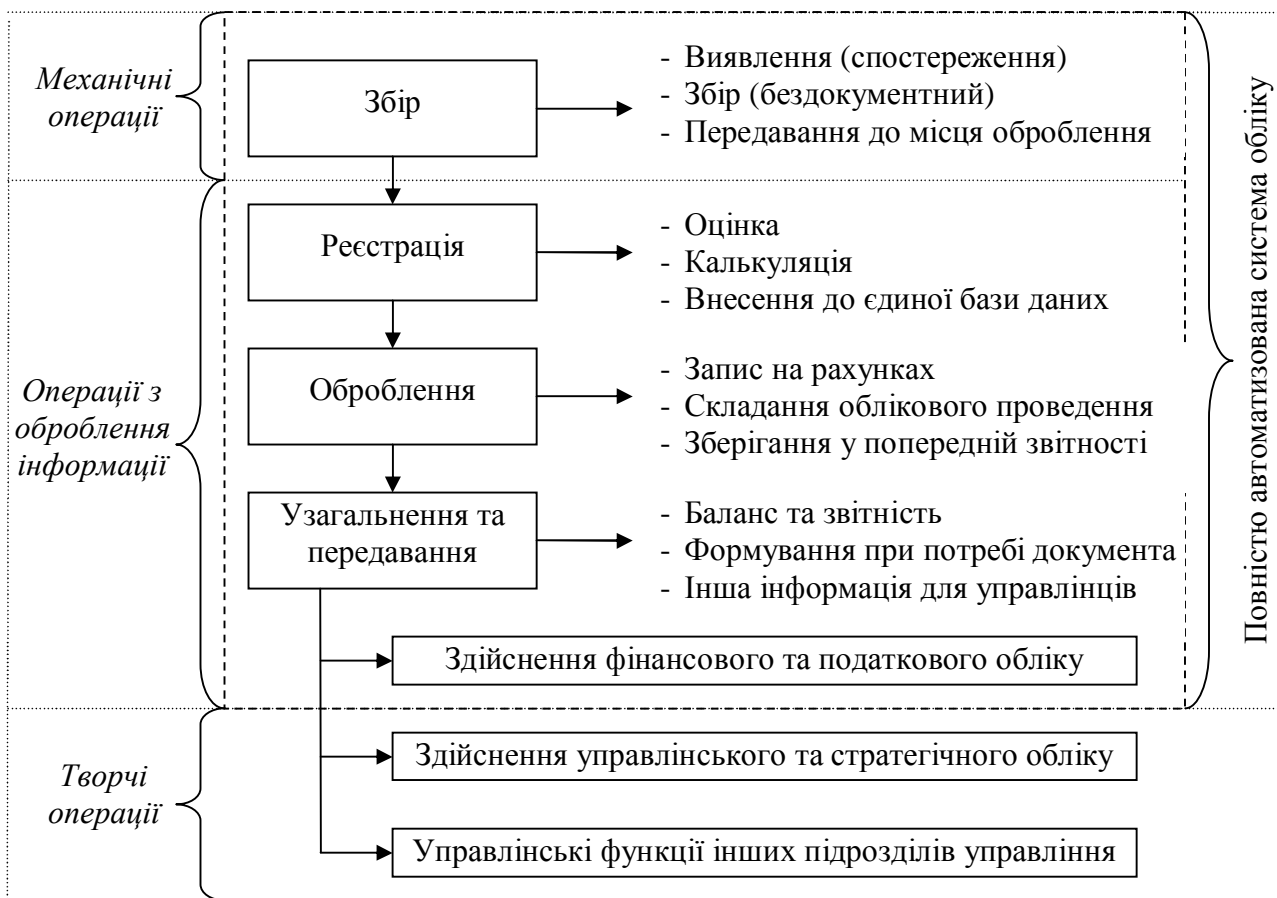 Механічні
операції
Збір
- Виявлення (спостереження)
- Збір (бездокументний)
- Передавання до місця оброблення
Операції з
оброблення
інформації
Реєстрація
- Оцінка
- Калькуляція
- Внесення до єдиної бази даних
Оброблення
- Запис на рахунках
- Складання облікового проведення
- Зберігання у попередній звітності
Узагальнення та
передавання
- Баланс та звітність
- Формування при потребі документа
- Інша інформація для управлінців
Здійснення фінансового та податкового обліку
Повністю автоматизована система обліку
Творчі
операції
Здійснення управлінського та стратегічного обліку
Управлінські функції інших підрозділів управління